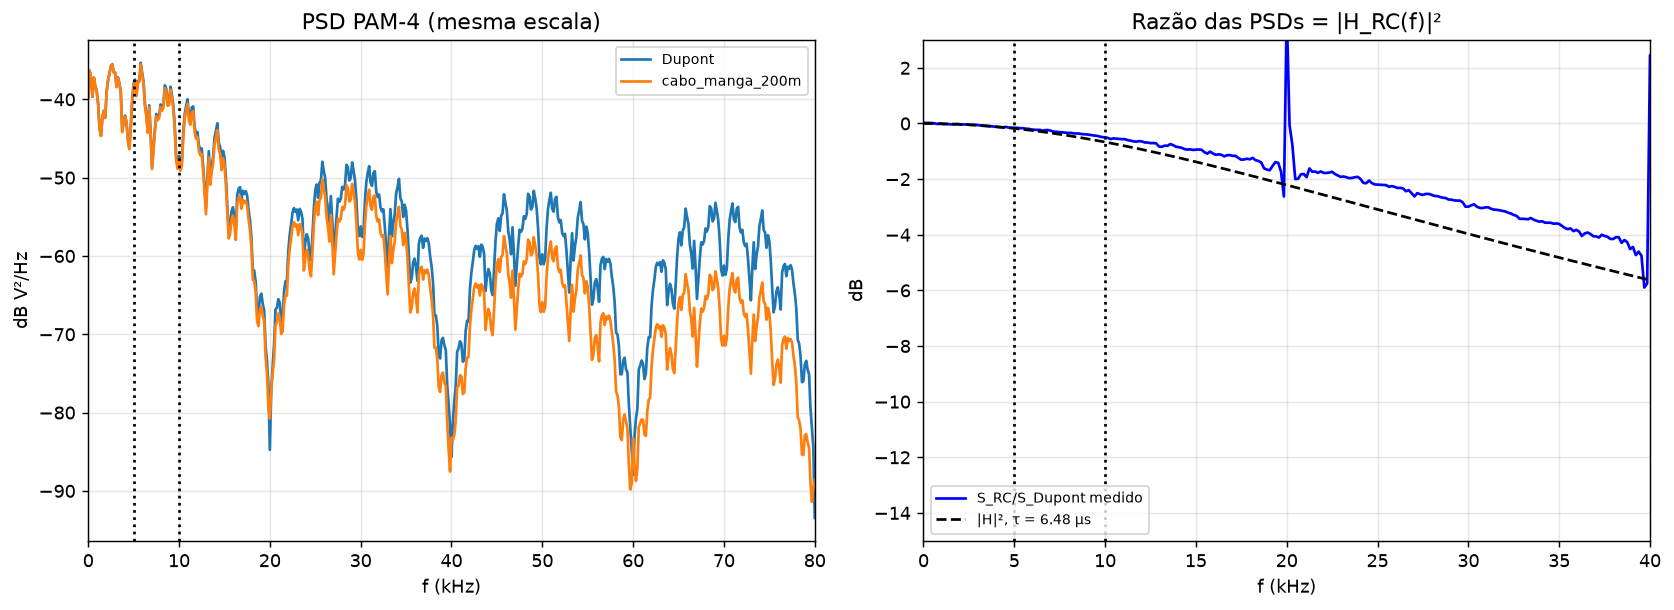 PSD PAM-4 (mesma escala)
Dupont
cabo_manga_200m
dB V²/Hz
−40
−50
−60
−70
−80
−90
0 10 20 30 40 50 60 70 80
f (kHz)
Razão das PSDs = |H_RC(f)|²
dB
2
0
−2
−4
−6
−8
−10
−12
−14
S_RC/S_Dupont medido
|H|², τ = 6.48 µs
0 5 10 15 20 25 30 35 40
f (kHz)